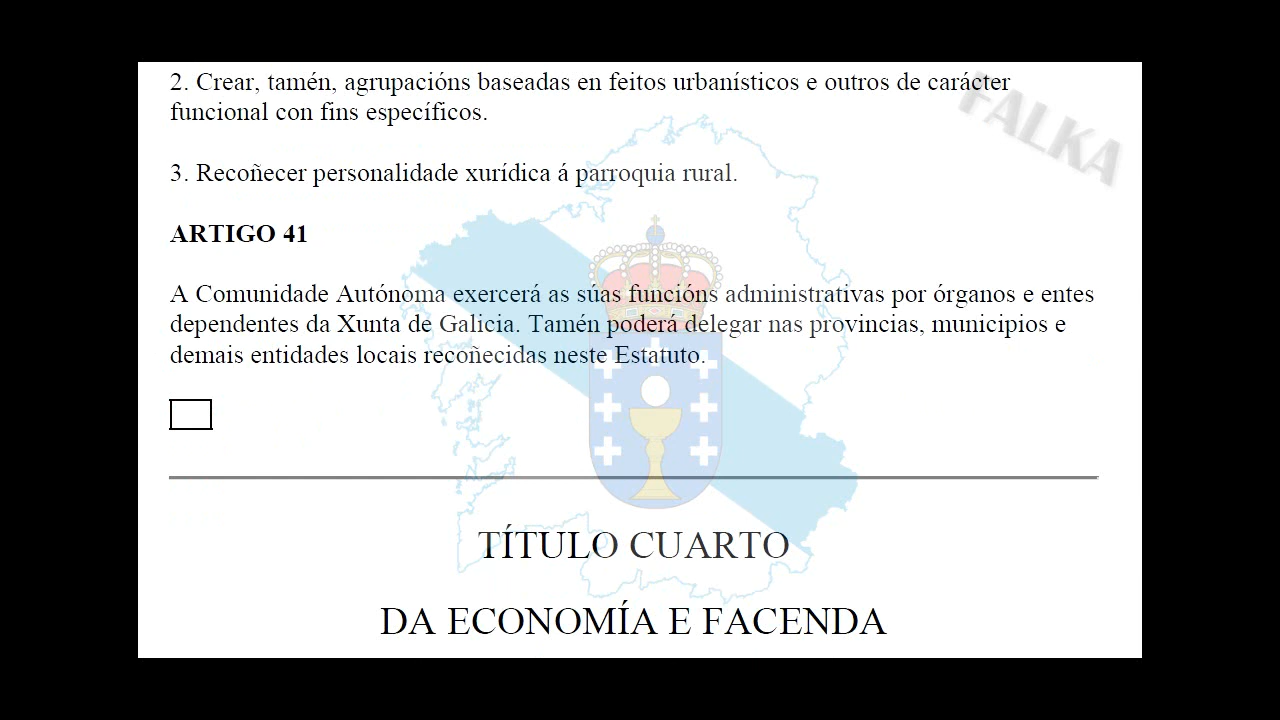 2. Crear, tamén, agrupacións baseadas en feitos urbanísticos e outros de carácter
funcional con fins específicos.
FALKA
3. Recoñecer personalidade xurídica á parroquia rural.
ARTIGO 41
A Comunidade Autónoma exercerá as súas funcións administrativas por órganos e entes
dependentes da Xunta de Galicia. Tamén poderá delegar nas provincias, municipios e
demais entidades locais recoñecidas neste Estatuto.
TÍTULO CUARTO
DA ECONOMÍA E FACENDA